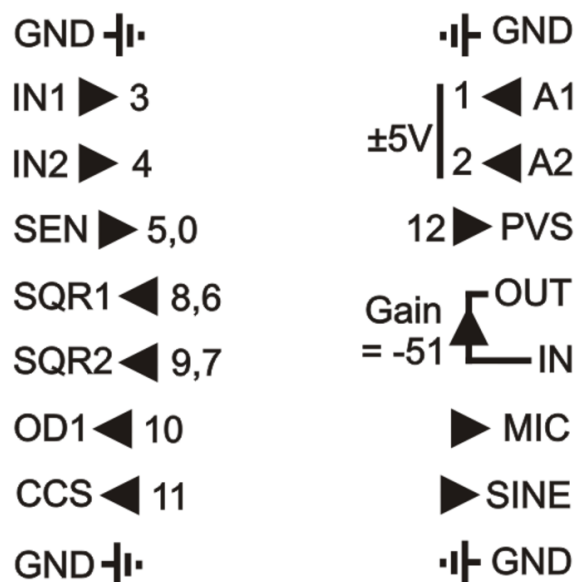 GND GND
IN1 3 1 A1
±5V
IN2 4 2 A2
SEN 5,0 12 PVS
SQR1 8,6 OUT
Gain
SQR2 9,7 = -51 IN
OD1 10 MIC
CCS 11 SINE
GND GND